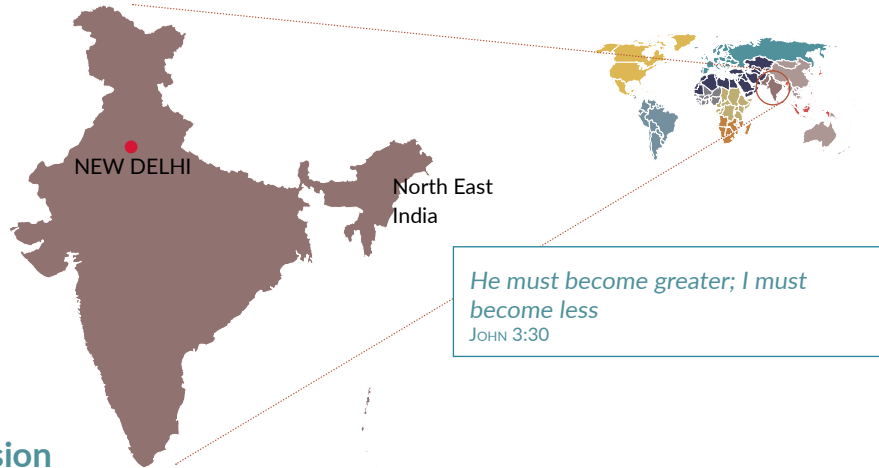 NEW DELHI
North East
India
He must become greater; I must
become less
John 3:30
sion